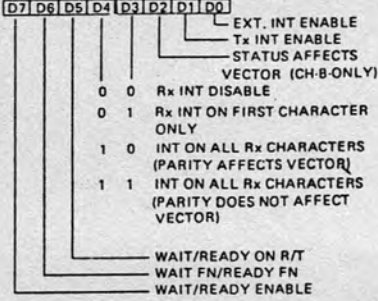 D7 D6 D5 D4 D3 D2 D1 D0
EXT. INT ENABLE
Tx INT ENABLE
STATUS AFFECTS
VECTOR (CH-B-ONLY)
0 0 Rx INT DISABLE
0 1 Rx INT ON FIRST CHARACTER
ONLY
1 0 INT ON ALL Rx CHARACTERS
(PARITY AFFECTS VECTOR)
1 1 INT ON ALL Rx CHARACTERS
(PARITY DOES NOT AFFECT
VECTOR)
WAIT/READY ON R/T
WAIT FN/READY FN
WAIT/READY ENABLE